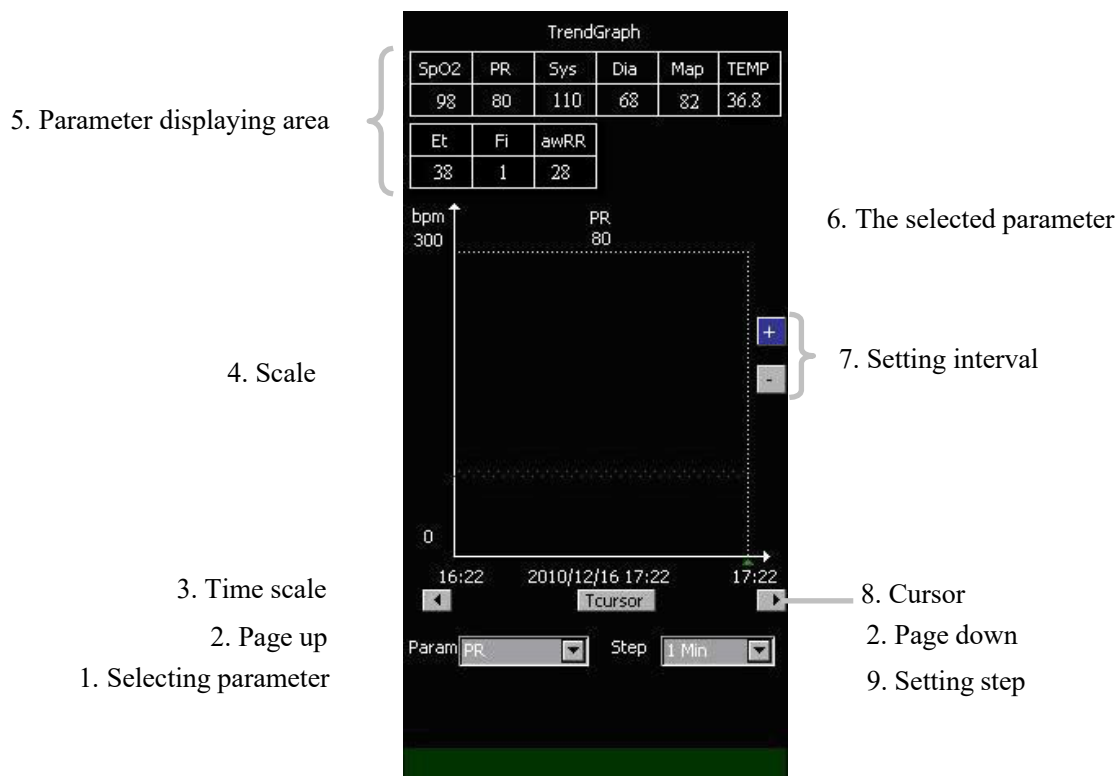 TrendGraph
SpO2 PR Sys Dia Map TEMP
98 80 110 68 82 36.8
5. Parameter displaying area
Et Fi awRR
38 1 28
bpm
300
PR
80
6. The selected parameter
+
-
7. Setting interval
4. Scale
0
16:22 2010/12/16 17:22 17:22
3. Time scale
Tcursor
8. Cursor
2. Page up
2. Page down
Param PR Step 1 Min
1. Selecting parameter
9. Setting step